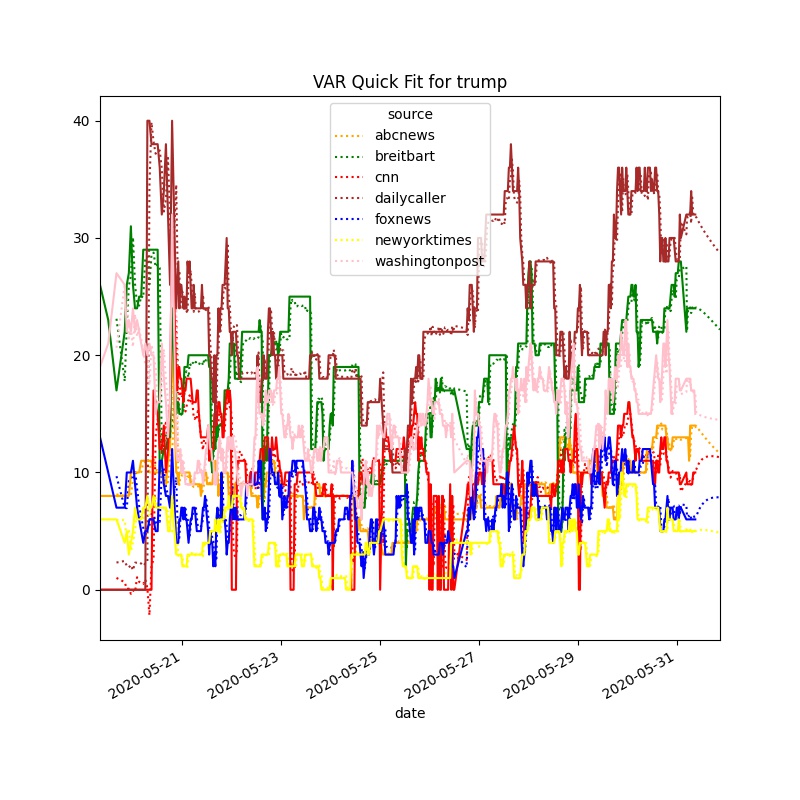 VAR Quick Fit for trump
source
abcnews
breitbart
cnn
dailycaller
foxnews
newyorktimes
washingtonpost
40
30
20
10
0
2020-05-21
2020-05-23
2020-05-25
2020-05-27
2020-05-29
2020-05-31
date